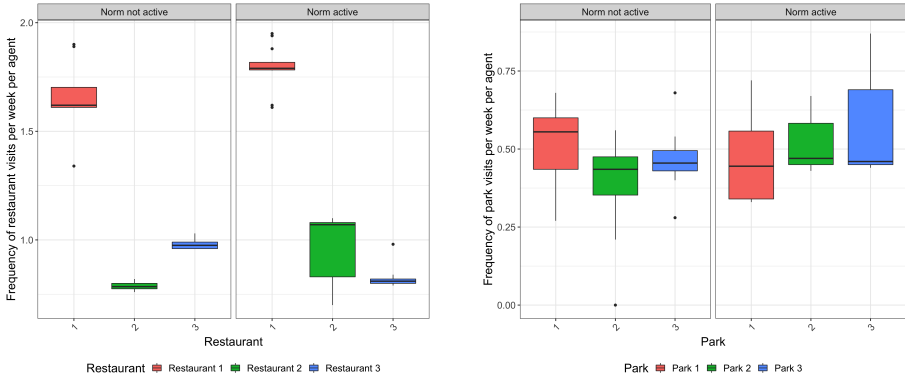 Norm not active
Norm active
2.0
1.5
1.0
Frequency of restaurant visits per week per agent
1
2
3
1
2
3
Restaurant
Restaurant
Restaurant 1
Restaurant 2
Restaurant 3
Norm not active
Norm active
0.75
0.50
0.25
0.00
Frequency of park visits per week per agent
1
2
3
1
2
3
Park
Park
Park 1
Park 2
Park 3